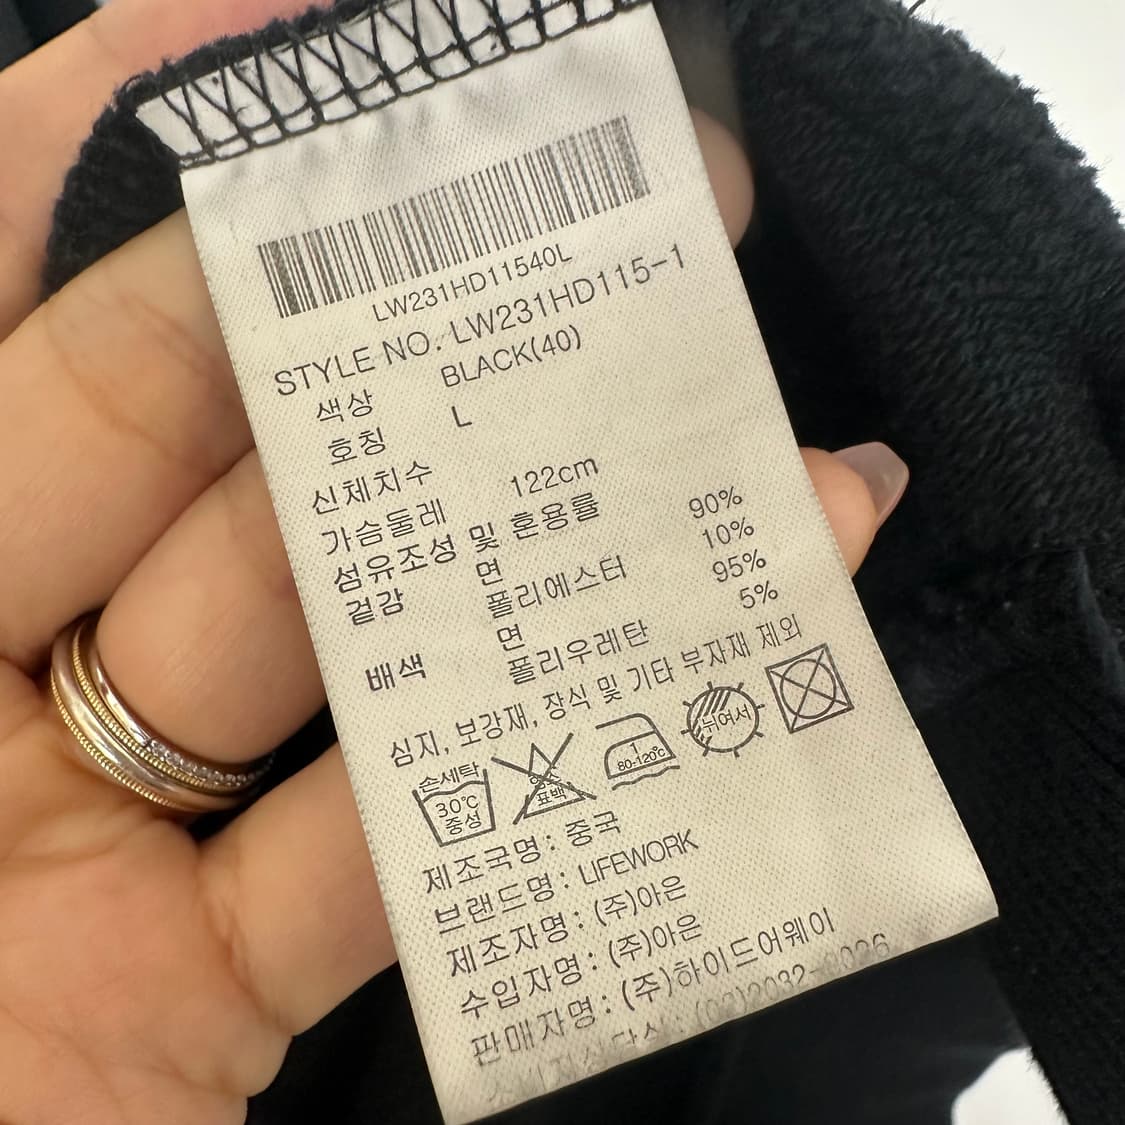 LW231HD11540L
STYLE NO. LW231HD115-1
색상 BLACK(40)
호칭 L
신체치수
가슴둘레 122cm
섬유조성 및 혼용률
겉감 면 90%
폴리에스터 10%
배색 면 95%
폴리우레탄 5%
심지, 보강재, 장식 및 기타 부자재 제외
손세탁 30℃ 중성
염소 표백
1 80-120℃
뉘어서
제조국명: 중국
브랜드명: LIFEWORK
제조자명: (주)아은
수입자명: (주)아은
판매자명: (주)하이드어웨이